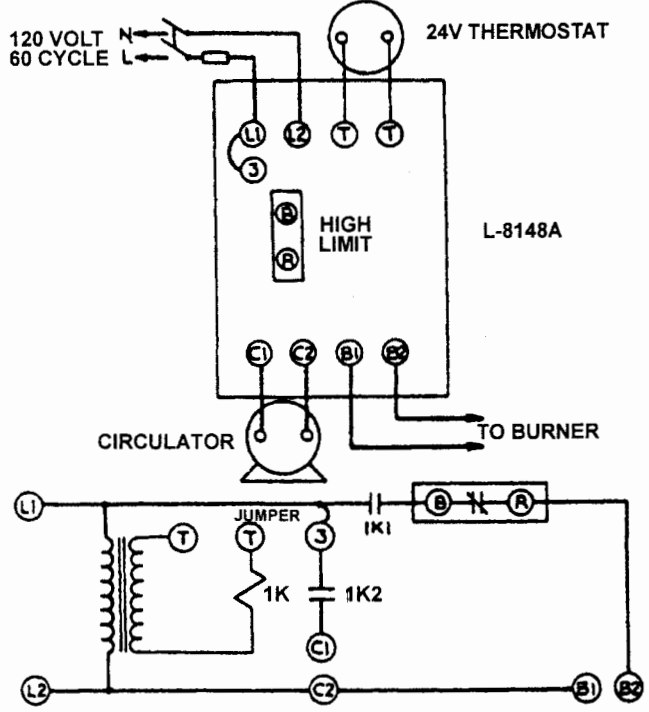 120 VOLT N
60 CYCLE L
24V THERMOSTAT
L1 L2 T T
3
B
HIGH
LIMIT
R
L-8148A
C1 C2 B1 B2
CIRCULATOR
TO BURNER
L1
JUMPER
1K1
B R
T T 3
1K 1K2
C1
L2 C2 B1 B2